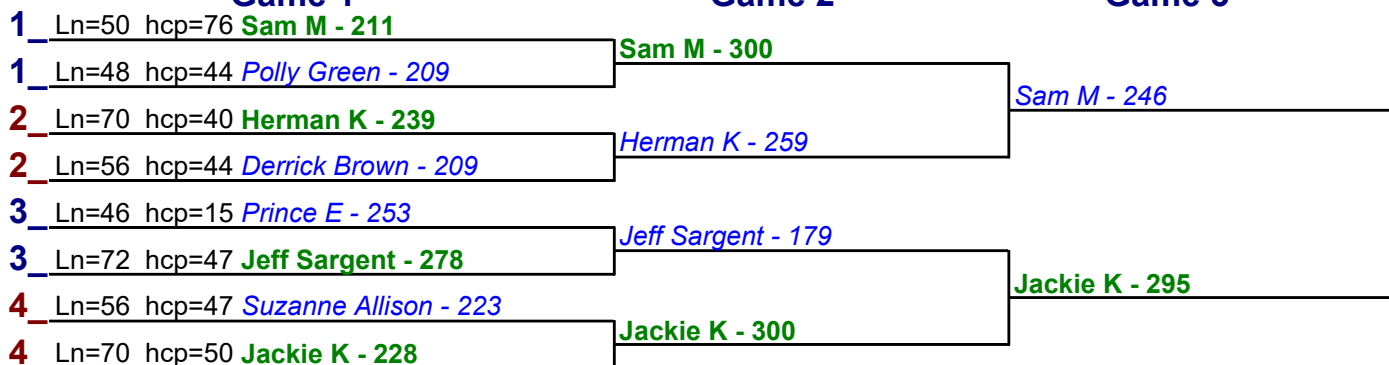 Game 2
1_ Ln=50 hcp=76 Sam M - 211
Sam M - 300
1_ Ln=48 hcp=44 Polly Green - 209
Sam M - 246
2_ Ln=70 hcp=40 Herman K - 239
Herman K - 259
2_ Ln=56 hcp=44 Derrick Brown - 209
3_ Ln=46 hcp=15 Prince E - 253
Jeff Sargent - 179
3_ Ln=72 hcp=47 Jeff Sargent - 278
Jackie K - 295
4_ Ln=56 hcp=47 Suzanne Allison - 223
Jackie K - 300
4 Ln=70 hcp=50 Jackie K - 228